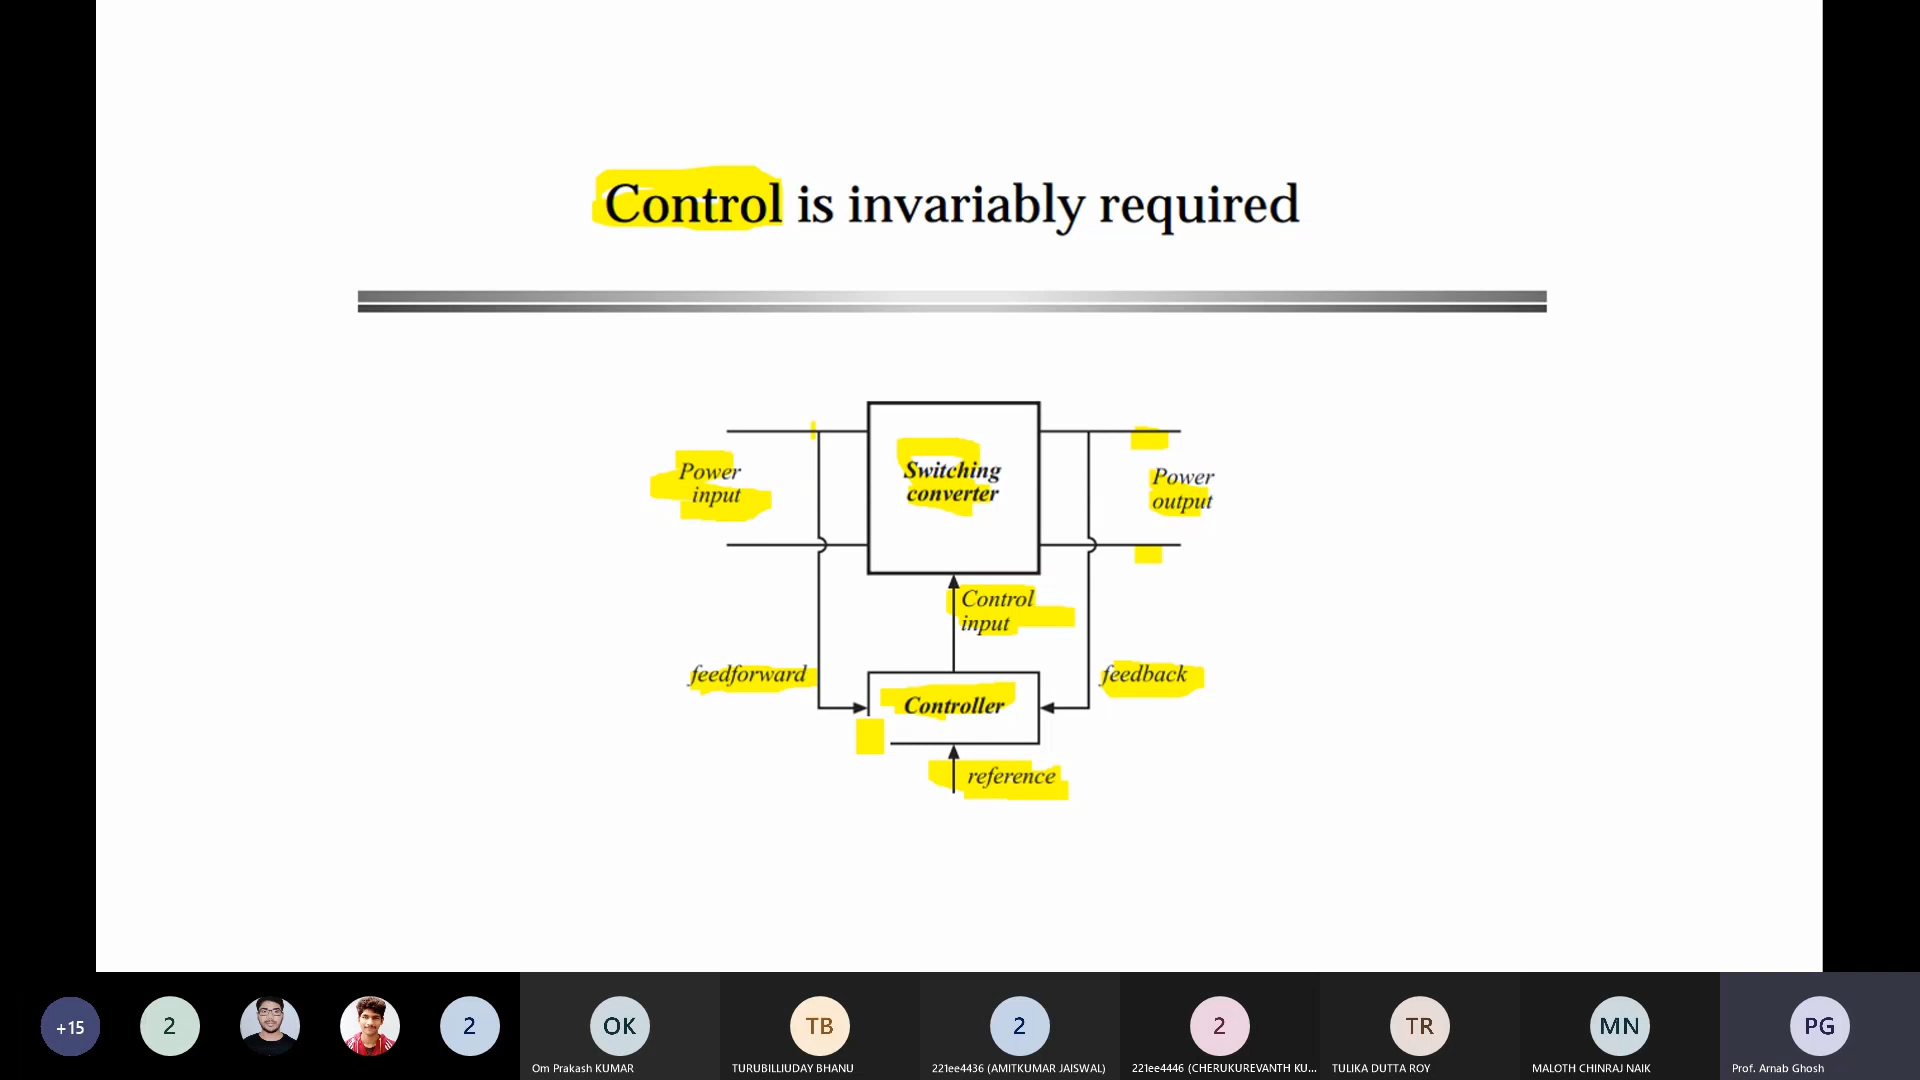 Control is invariably required
Power
input
Switching
converter
Power
output
Control
input
feedforward
feedback
Controller
reference
+15
2
2
OK
TB
2
2
TR
MN
PG
Om Prakash KUMAR
TURUBILLIUDAY BHANU
221ee4436 (AMITKUMAR JAISWAL)
221ee4446 (CHERUKUREVANTH KU...
TULIKA DUTTA ROY
MALOTH CHINRAJ NAIK
Prof. Arnab Ghosh